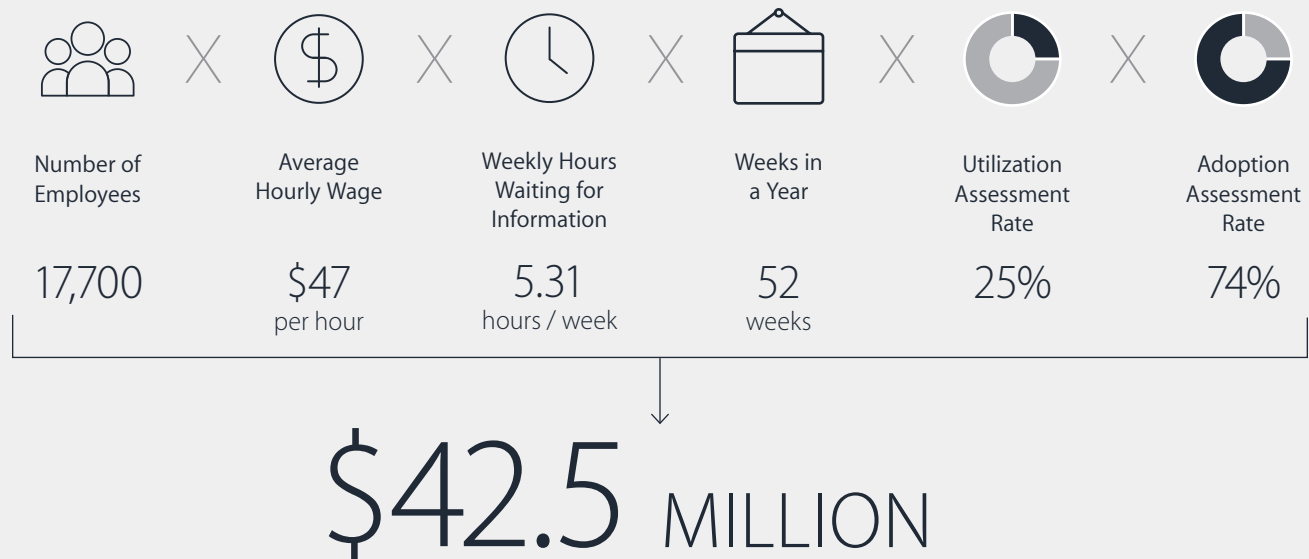 Number of
Employees
17,700
Average
Hourly Wage
$47
per hour
Weekly Hours
Waiting for
Information
5.31
hours / week
Weeks in
a Year
52
weeks
Utilization
Assessment
Rate
25%
Adoption
Assessment
Rate
74%
$42.5 MILLION